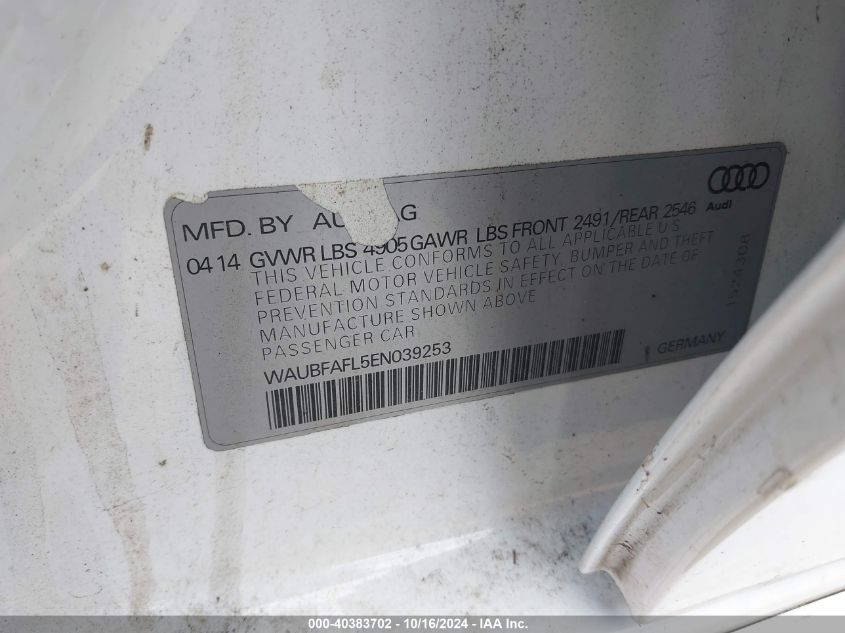 MFD. BY AUDI AG
Audi
04 14 GVWR LBS 4905 GAWR LBS FRONT 2491/REAR 2546
THIS VEHICLE CONFORMS TO ALL APPLICABLE U S
FEDERAL MOTOR VEHICLE SAFETY, BUMPER AND THEFT
PREVENTION STANDARDS IN EFFECT ON THE DATE OF
MANUFACTURE SHOWN ABOVE
PASSENGER CAR
WAUBFAFL5EN039253
GERMANY
1524308
000-40383702 - 10/16/2024 - IAA Inc.